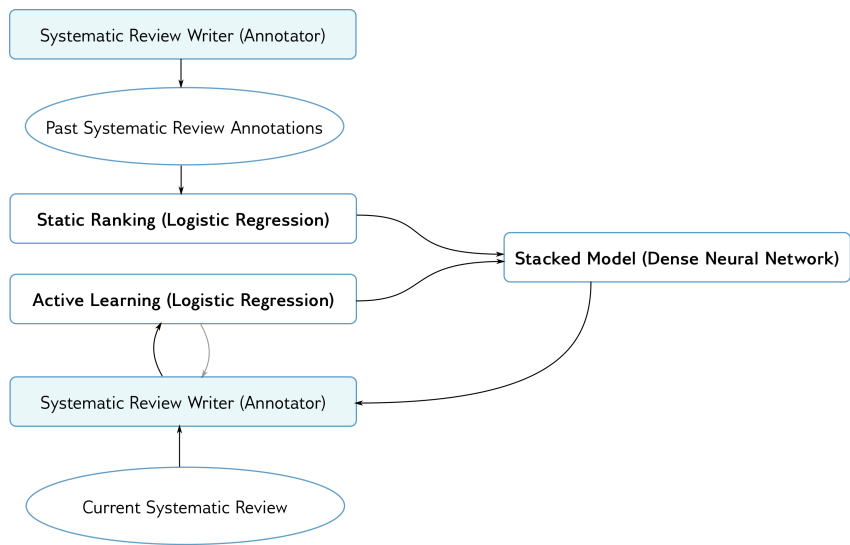 Systematic Review Writer (Annotator)
Past Systematic Review Annotations
Static Ranking (Logistic Regression)
Stacked Model (Dense Neural Network)
Active Learning (Logistic Regression)
Systematic Review Writer (Annotator)
Current Systematic Review